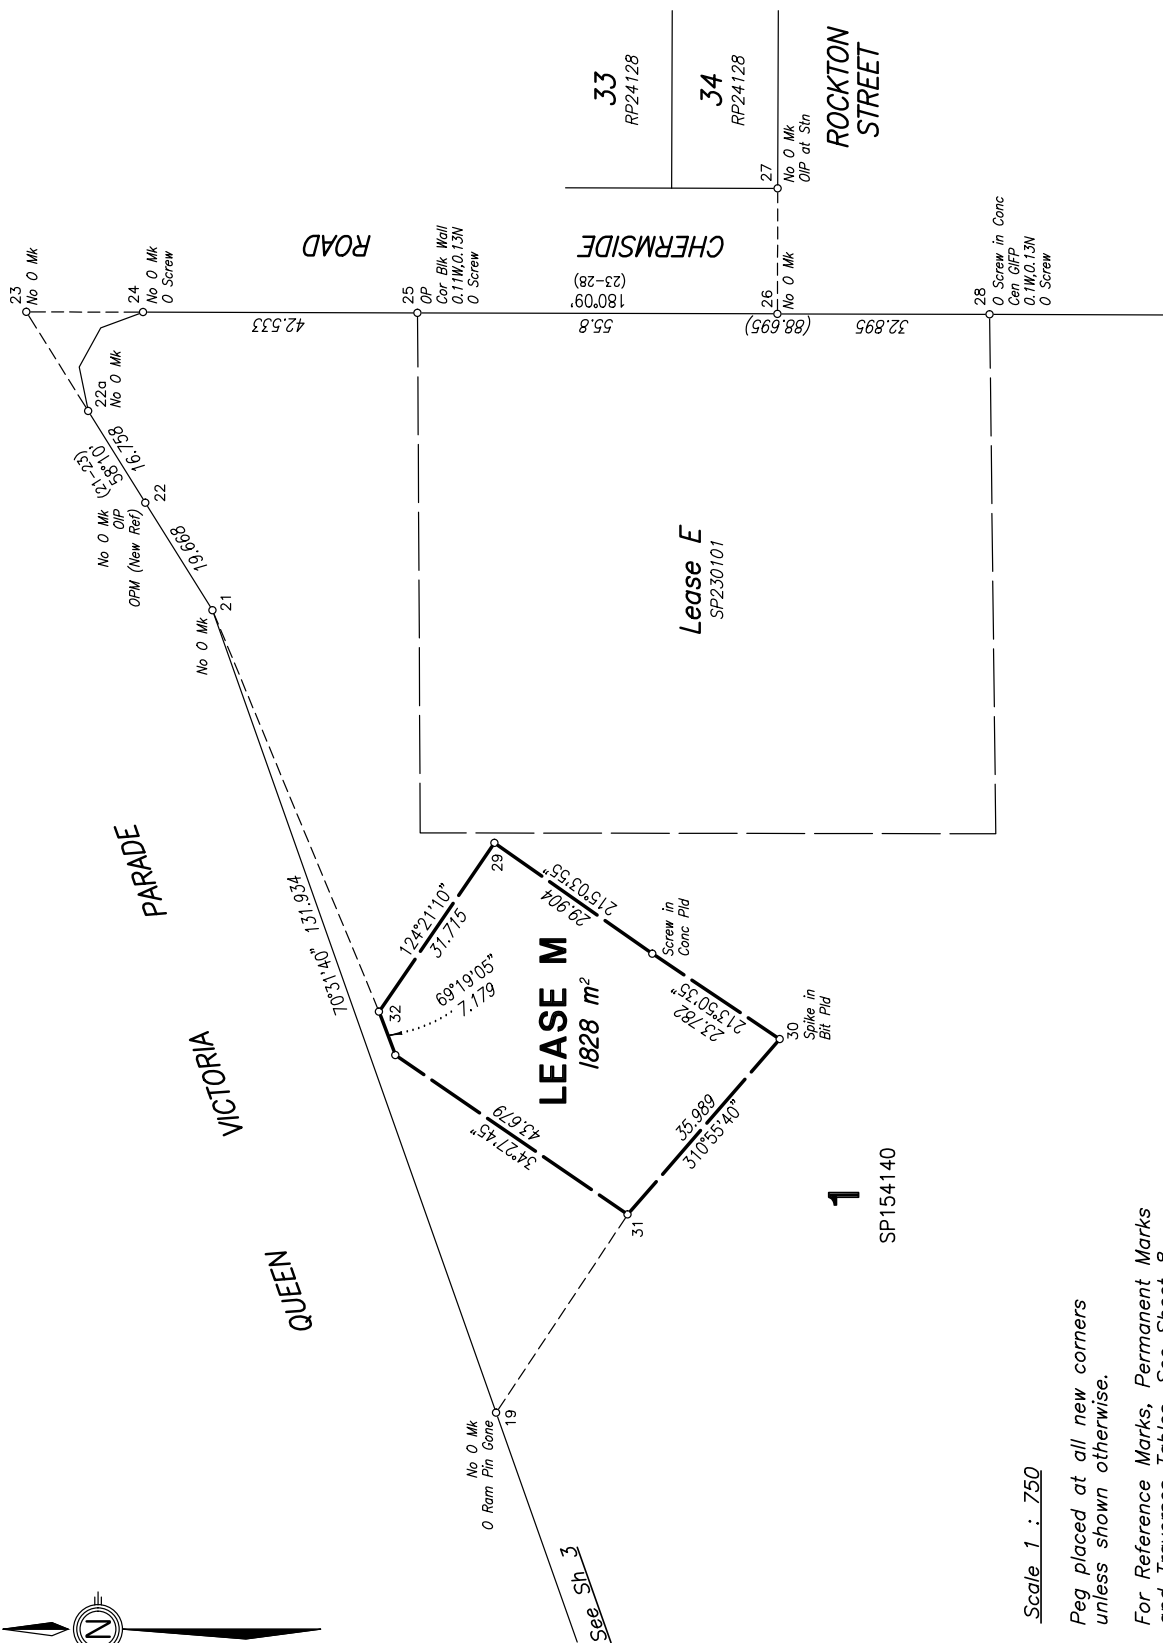 23
No O Mk
24
No O Mk
O Screw
22a
No O Mk
58°10'
(21-23)
16.758
22
No O Mk
OIP
OPM (New Ref)
19.668
21
No O Mk
ROAD
CHERMSIDE
180°09'
(23-28)
42.533
25
OP
Cor Blk Wall
0.11W,0.13N
O Screw
55.8
(88.695)
26
No O Mk
27
No O Mk
OIP at Stn
32.895
28
O Screw in Conc
Cen GIFP
0.1W,0.13N
O Screw
33
RP24128
34
RP24128
ROCKTON
STREET
Lease E
SP230101
QUEEN
VICTORIA
PARADE
70°31'40" 131.934
32
124°21'10"
31.715
69°19'05"
7.179
29
215°03'55"
29.904
Screw in
Conc Pld
213°50'35"
23.782
30
Spike in
Bit Pld
35.989
310°55'40"
31
34°27'45"
43.679
LEASE M
1828 m²
1
SP154140
No O Mk
O Ram Pin Gone
19
See Sh 3
N
Scale 1 : 750
Peg placed at all new corners
unless shown otherwise.
For Reference Marks, Permanent Marks
and Traverse Tables, See Sheet